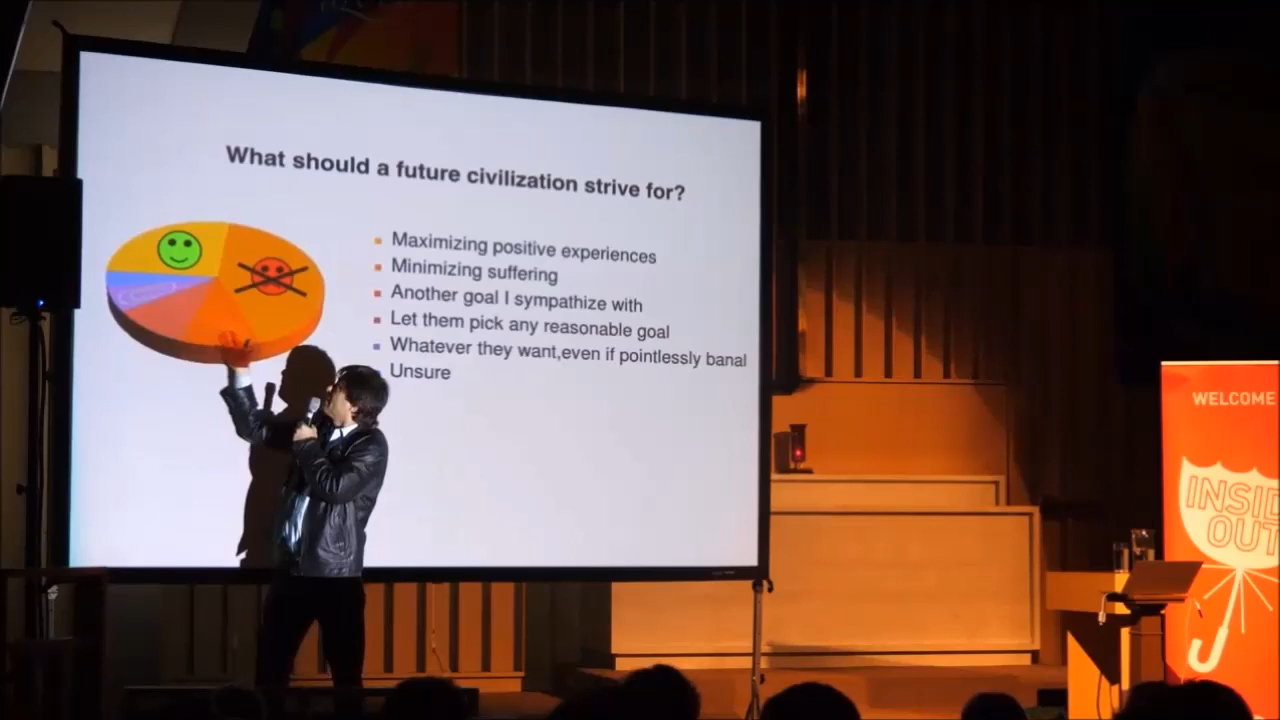 What should a future civilization strive for?
Maximizing positive experiences
Minimizing suffering
Another goal I sympathize with
Let them pick any reasonable goal
Whatever they want,even if pointlessly banal
Unsure
WELCOME
INSIDE
OUT